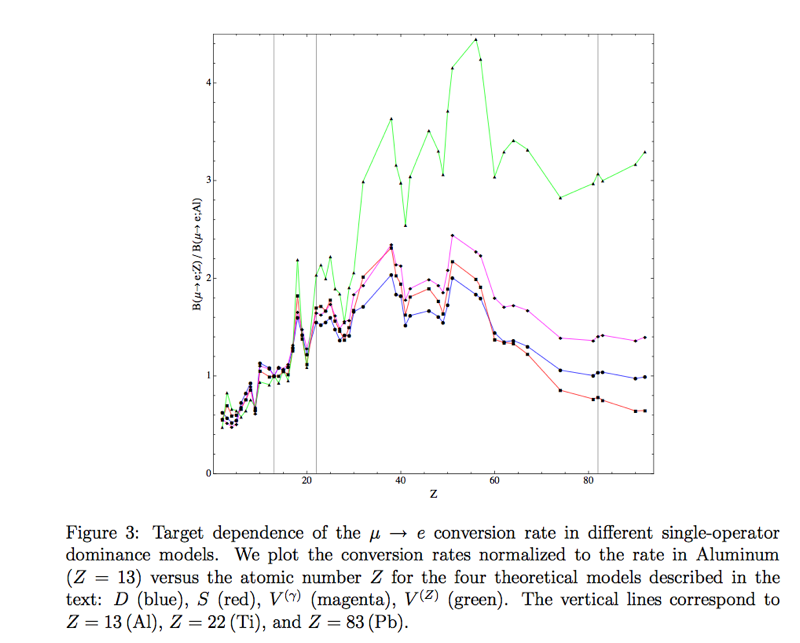 4
3
2
1
0
20
40
60
80
Z
B(μ→ e;Z) / B(μ→ e;Al)
Figure 3: Target dependence of the μ → e conversion rate in different single-operator
dominance models. We plot the conversion rates normalized to the rate in Aluminum
(Z = 13) versus the atomic number Z for the four theoretical models described in the
text: D (blue), S (red), V(γ) (magenta), V(Z) (green). The vertical lines correspond to
Z = 13 (Al), Z = 22 (Ti), and Z = 83 (Pb).